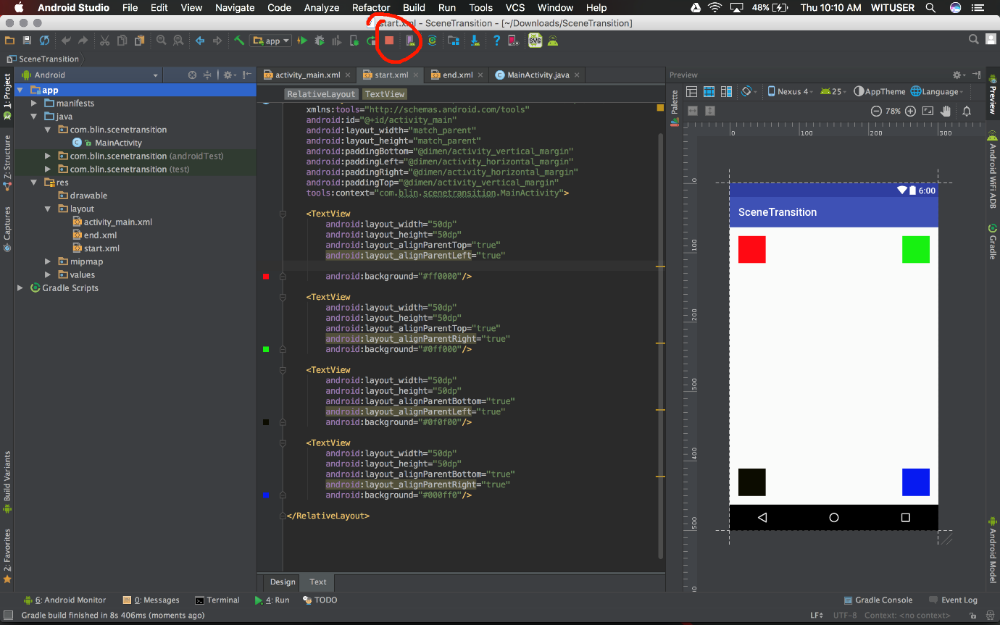 Android Studio File Edit View Navigate Code Analyze Refactor Build Run Tools VCS Window Help 48% Thu 10:10 AM WITUSER
start.xml - SceneTransition - [~/Downloads/SceneTransition]
app
SVG
SceneTransition
Android
activity_main.xml start.xml end.xml MainActivity.java
Preview
1: Project
Z: Structure
Captures
Build Variants
2: Favorites
app
manifests
java
com.blin.scenetransition
MainActivity
com.blin.scenetransition (androidTest)
com.blin.scenetransition (test)
res
drawable
layout
activity_main.xml
end.xml
start.xml
mipmap
values
Gradle Scripts
RelativeLayout TextView
xmlns:tools="http://schemas.android.com/tools"
android:id="@+id/activity_main"
android:layout_width="match_parent"
android:layout_height="match_parent"
android:paddingBottom="@dimen/activity_vertical_margin"
android:paddingLeft="@dimen/activity_horizontal_margin"
android:paddingRight="@dimen/activity_horizontal_margin"
android:paddingTop="@dimen/activity_vertical_margin"
tools:context="com.blin.scenetransition.MainActivity">
<TextView
android:layout_width="50dp"
android:layout_height="50dp"
android:layout_alignParentTop="true"
android:layout_alignParentLeft="true"
android:background="#ff0000"/>
<TextView
android:layout_width="50dp"
android:layout_height="50dp"
android:layout_alignParentTop="true"
android:layout_alignParentRight="true"
android:background="#0ff000"/>
<TextView
android:layout_width="50dp"
android:layout_height="50dp"
android:layout_alignParentBottom="true"
android:layout_alignParentLeft="true"
android:background="#0f0f00"/>
<TextView
android:layout_width="50dp"
android:layout_height="50dp"
android:layout_alignParentBottom="true"
android:layout_alignParentRight="true"
android:background="#000ff0"/>
</RelativeLayout>
Design Text
Palette
Nexus 4 25 AppTheme Language
78%
0 100 200 300
0
100
200
300
400
500
6:00
SceneTransition
Preview
Android WiFi ADB
Gradle
Android Model
6: Android Monitor 0: Messages Terminal 4: Run TODO Gradle Console Event Log
Gradle build finished in 8s 406ms (moments ago) LF UTF-8 Context: <no context>